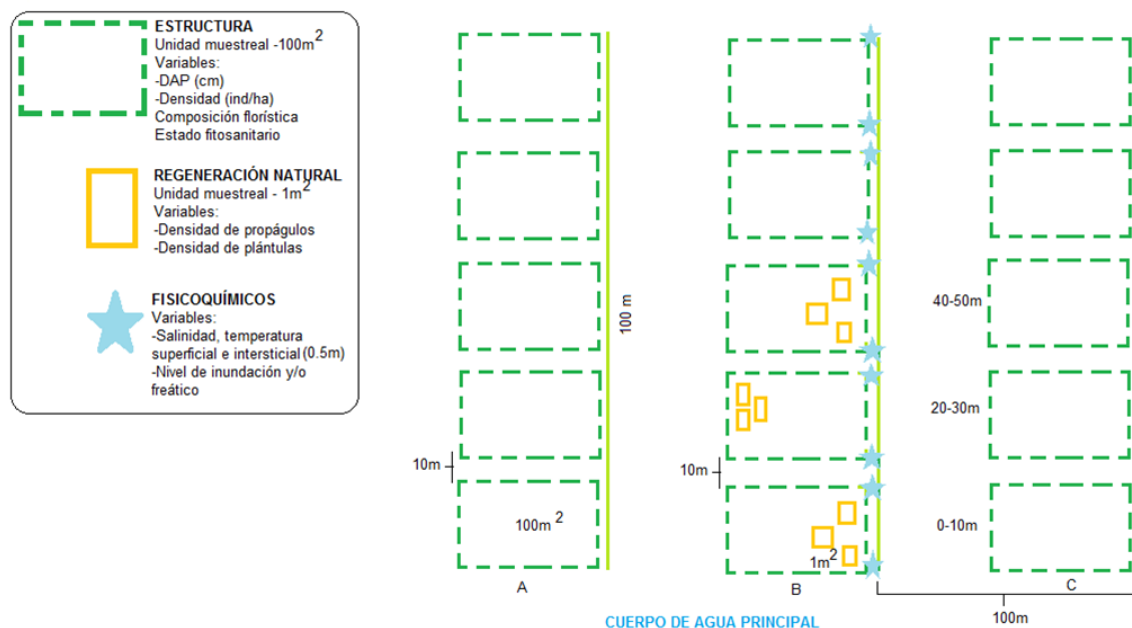 ESTRUCTURA
Unidad muestreal -100m²
Variables:
-DAP (cm)
-Densidad (ind/ha)
Composición florística
Estado fitosanitario
REGENERACIÓN NATURAL
Unidad muestreal - 1m²
Variables:
-Densidad de propágulos
-Densidad de plántulas
FISICOQUÍMICOS
Variables:
-Salinidad, temperatura
superficial e intersticial (0.5m)
-Nivel de inundación y/o
freático
100 m
10m
100m²
A
10m
1m²
B
40-50m
20-30m
0-10m
C
100m
CUERPO DE AGUA PRINCIPAL